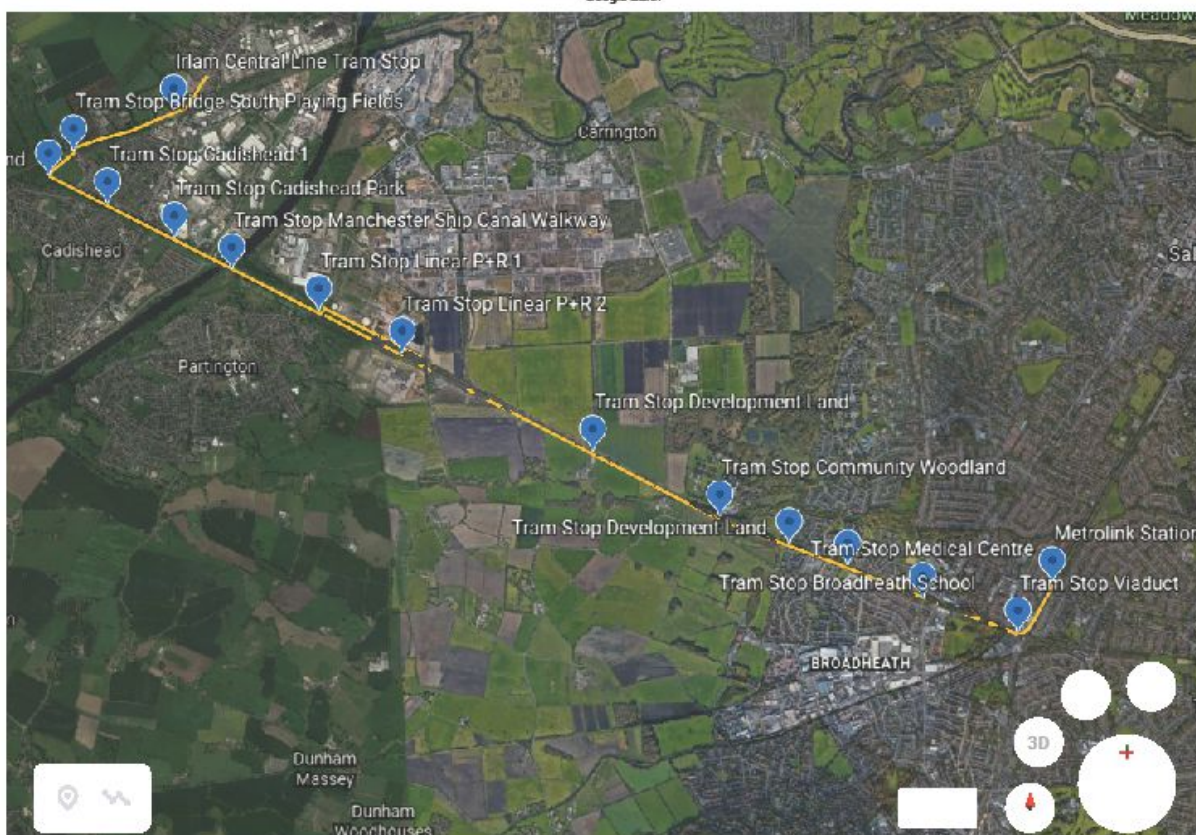 Meadow
Irlam Central Line Tram Stop
Tram Stop Bridge South Playing Fields
Carrington
nd
Tram Stop Cadishead 1
Tram Stop Cadishead Park
Tram Stop Manchester Ship Canal Walkway
Cadishead
Sal
Tram Stop Linear P+R 1
Tram Stop Linear P+R 2
Partington
Tram Stop Development Land
Tram Stop Community Woodland
Tram Stop Development Land
Metrolink Station
Tram Stop Medical Centre
Tram Stop Broadheath School
Tram Stop Viaduct
BROADHEATH
3D
Dunham
Massey
Dunham
Woodhouses